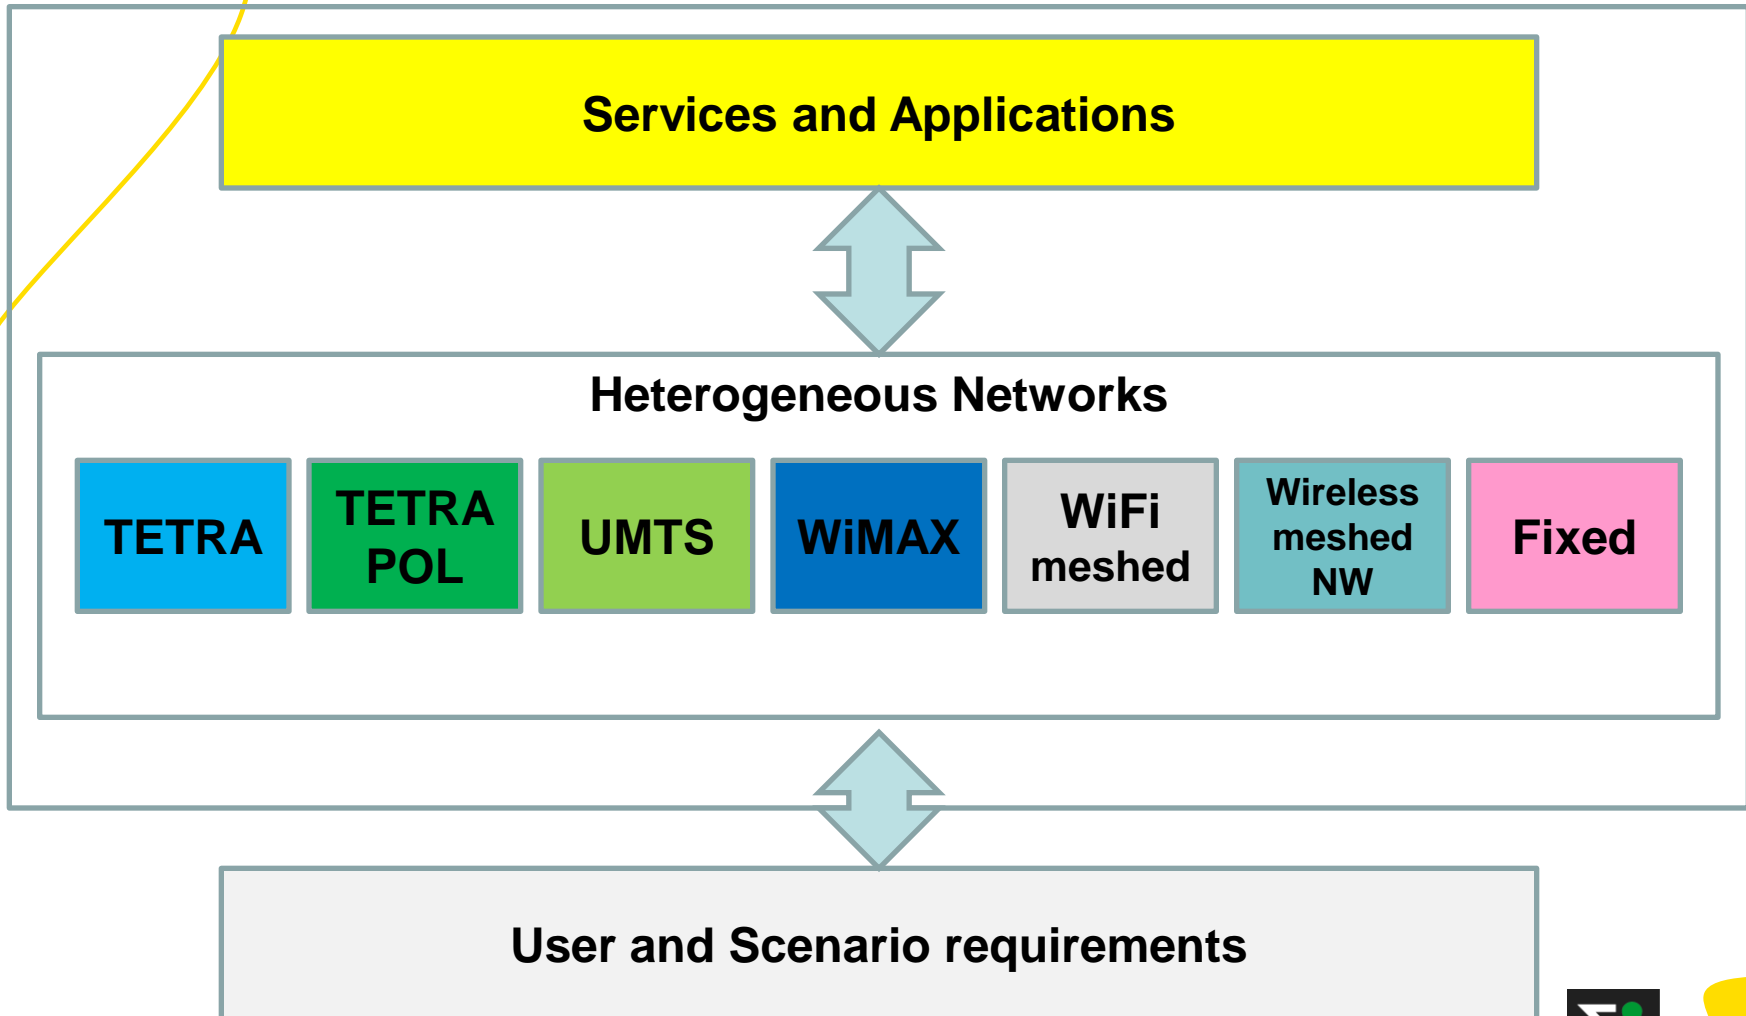 Services and Applications
Heterogeneous Networks
TETRA
TETRA
POL
UMTS
WiMAX
WiFi
meshed
Wireless
meshed
NW
Fixed
User and Scenario requirements